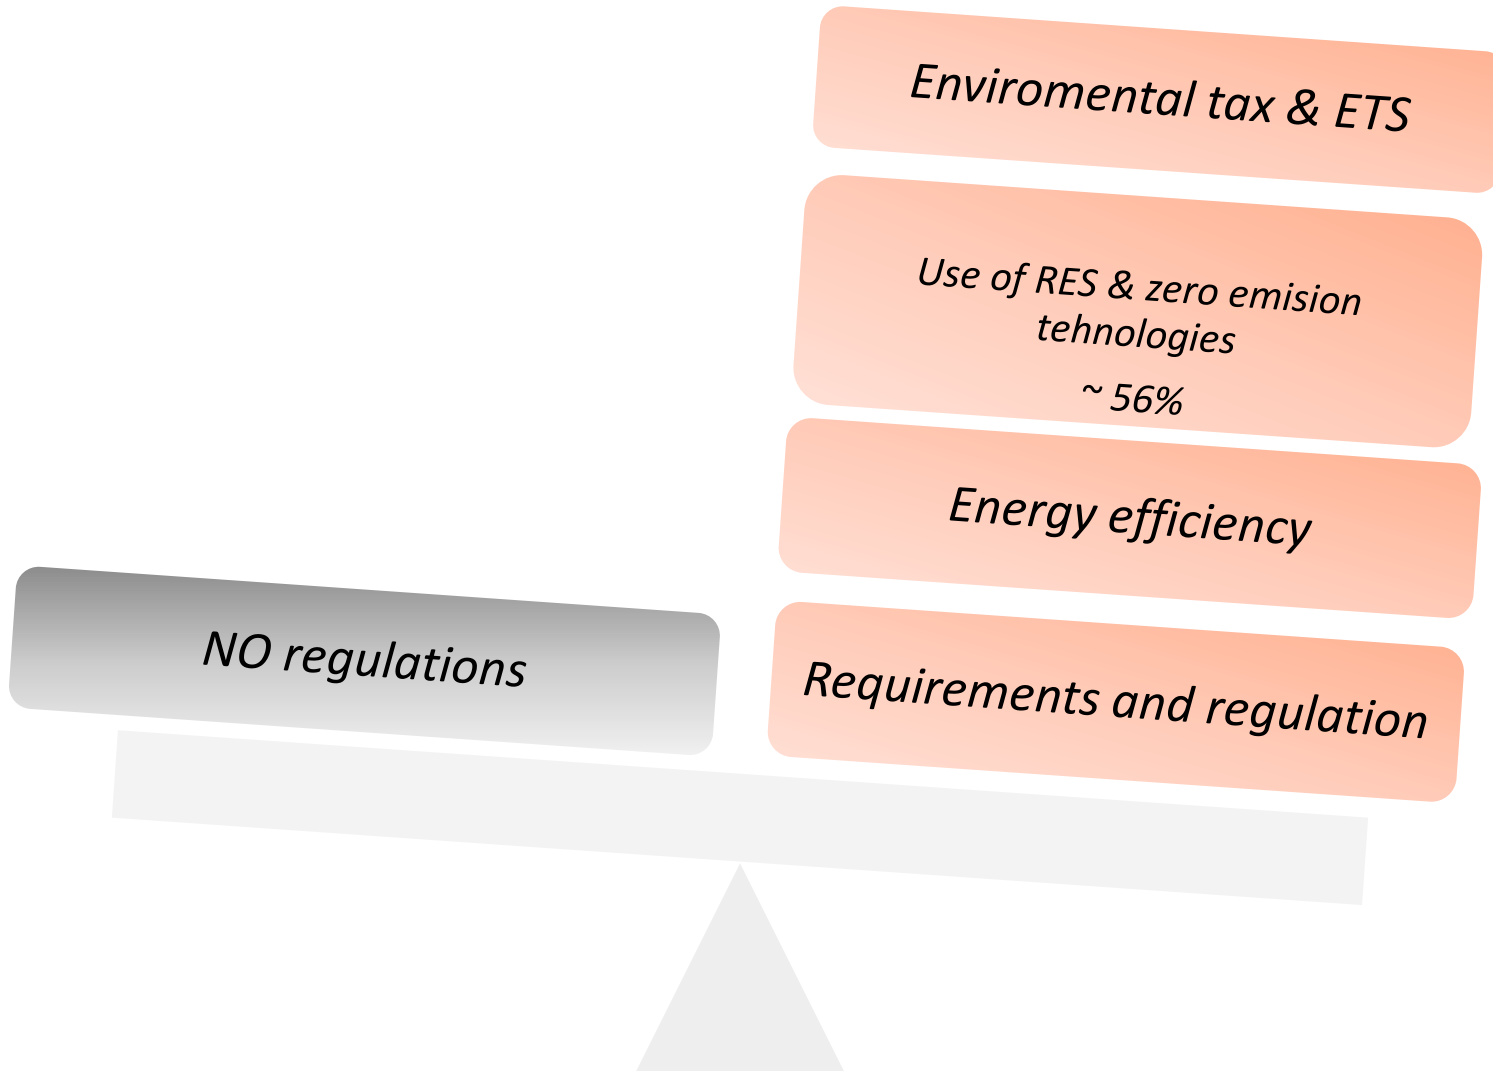 Enviromental tax & ETS
Use of RES & zero emision
tehnologies
~ 56%
Energy efficiency
NO regulations
Requirements and regulation